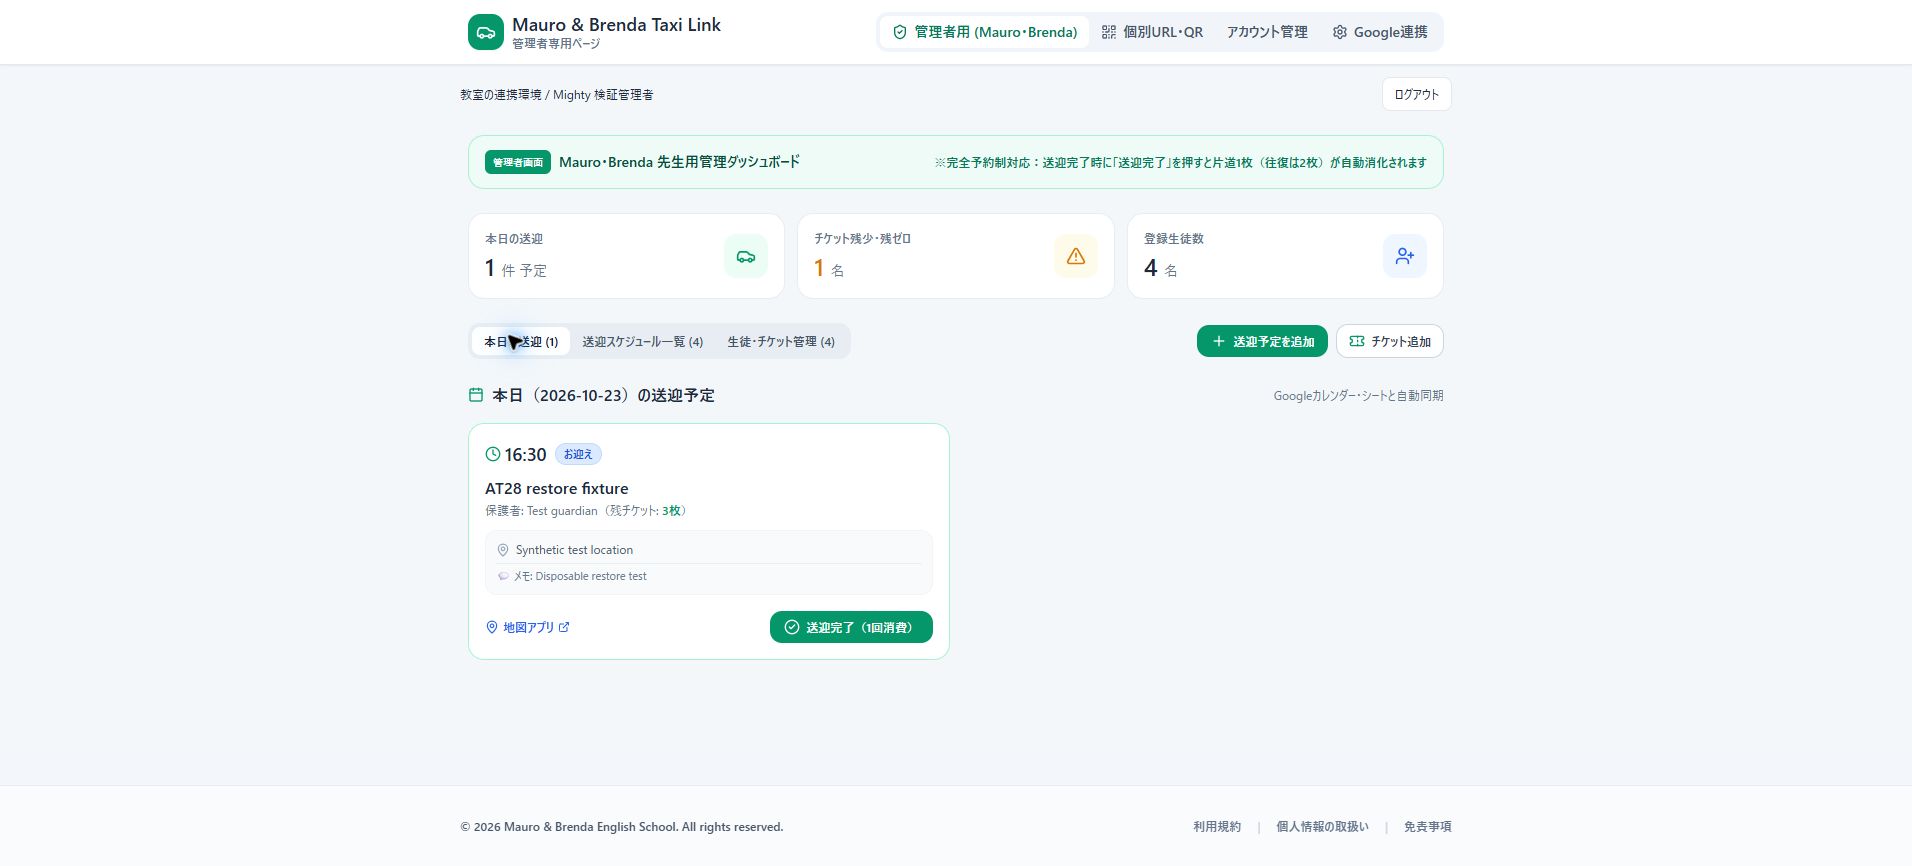 Mauro & Brenda Taxi Link
管理者専用ページ
管理者用 (Mauro・Brenda)
個別URL・QR
アカウント管理
Google連携
教室の連携環境 / Mighty 検証管理者
ログアウト
管理者画面
Mauro・Brenda 先生用管理ダッシュボード
※完全予約制対応：送迎完了時に「送迎完了」を押すと片道1枚（往復は2枚）が自動消化されます
本日の送迎
1 件 予定
チケット残少・残ゼロ
1 名
登録生徒数
4 名
本日 送迎 (1)
送迎スケジュール一覧 (4)
生徒・チケット管理 (4)
送迎予定を追加
チケット追加
本日（2026-10-23）の送迎予定
Googleカレンダー・シートと自動同期
16:30
お迎え
AT28 restore fixture
保護者: Test guardian（残チケット: 3枚）
Synthetic test location
メモ: Disposable restore test
地図アプリ
送迎完了（1回消費）
© 2026 Mauro & Brenda English School. All rights reserved.
利用規約
|
個人情報の取扱い
|
免責事項